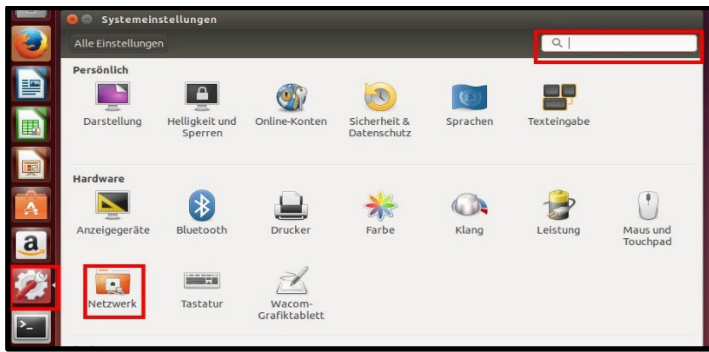 Systemeinstellungen
Alle Einstellungen
Persönlich
Darstellung
Helligkeit und
Sperren
Online-Konten
Sicherheit &
Datenschutz
Sprachen
Texteingabe
Hardware
Anzeigegeräte
Bluetooth
Drucker
Farbe
Klang
Leistung
Maus und
Touchpad
Netzwerk
Tastatur
Wacom-
Grafiktablett